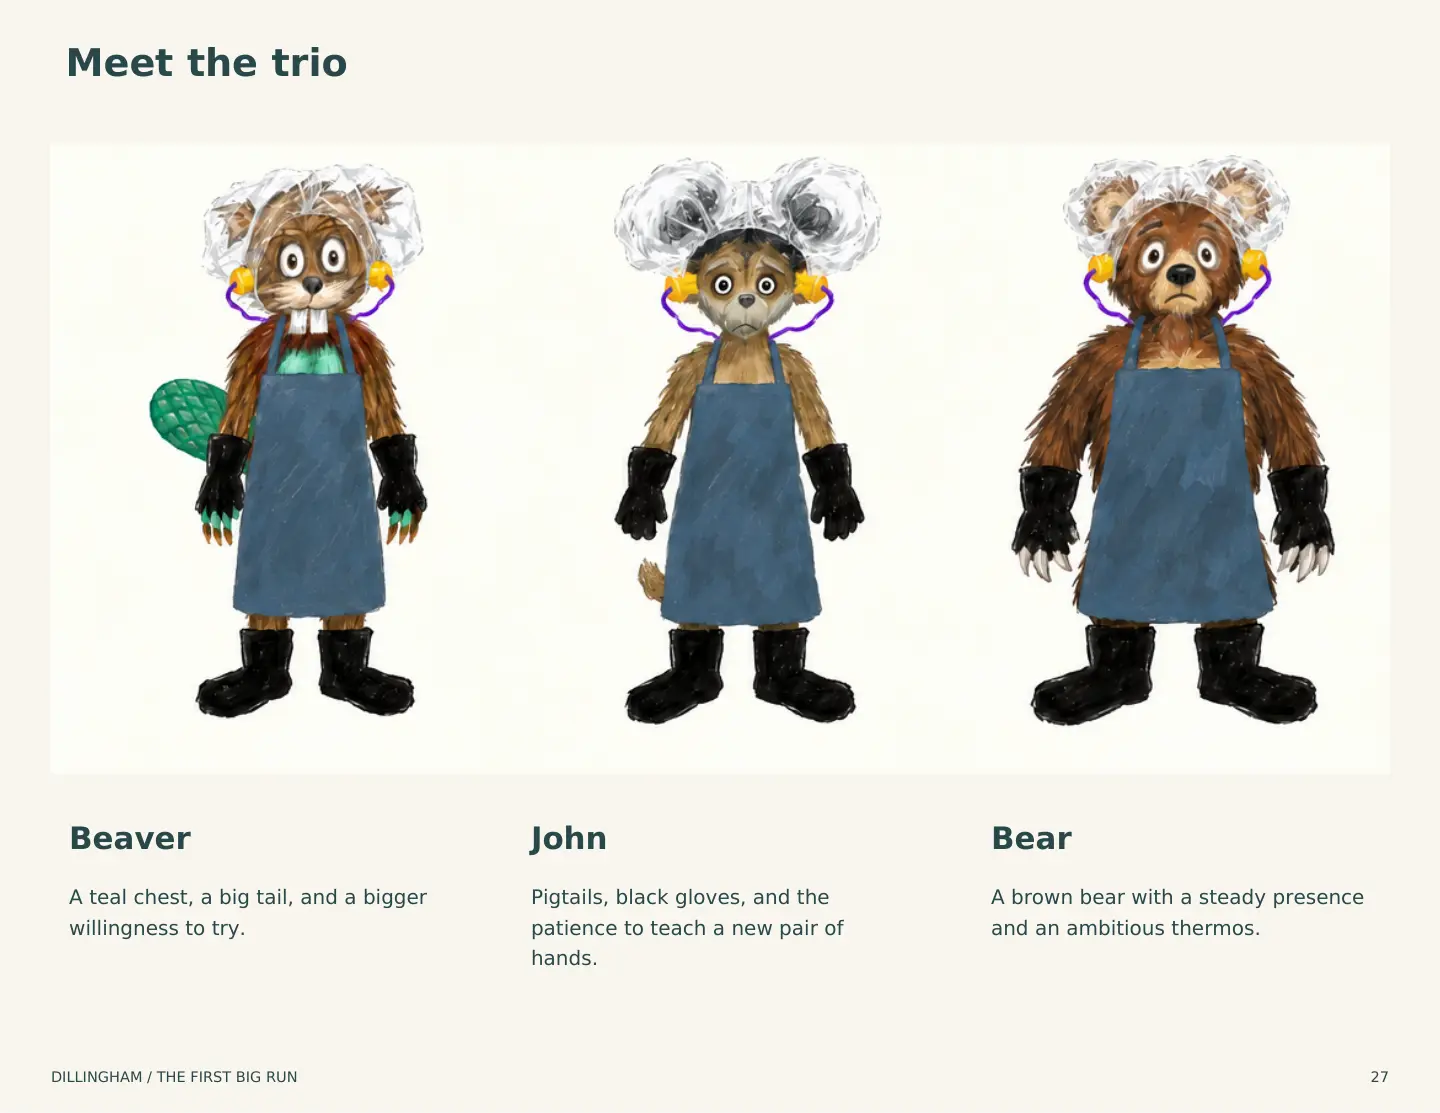 Meet the trio
Beaver
A teal chest, a big tail, and a bigger
willingness to try.
John
Pigtails, black gloves, and the
patience to teach a new pair of
hands.
Bear
A brown bear with a steady presence
and an ambitious thermos.
DILLINGHAM / THE FIRST BIG RUN
27